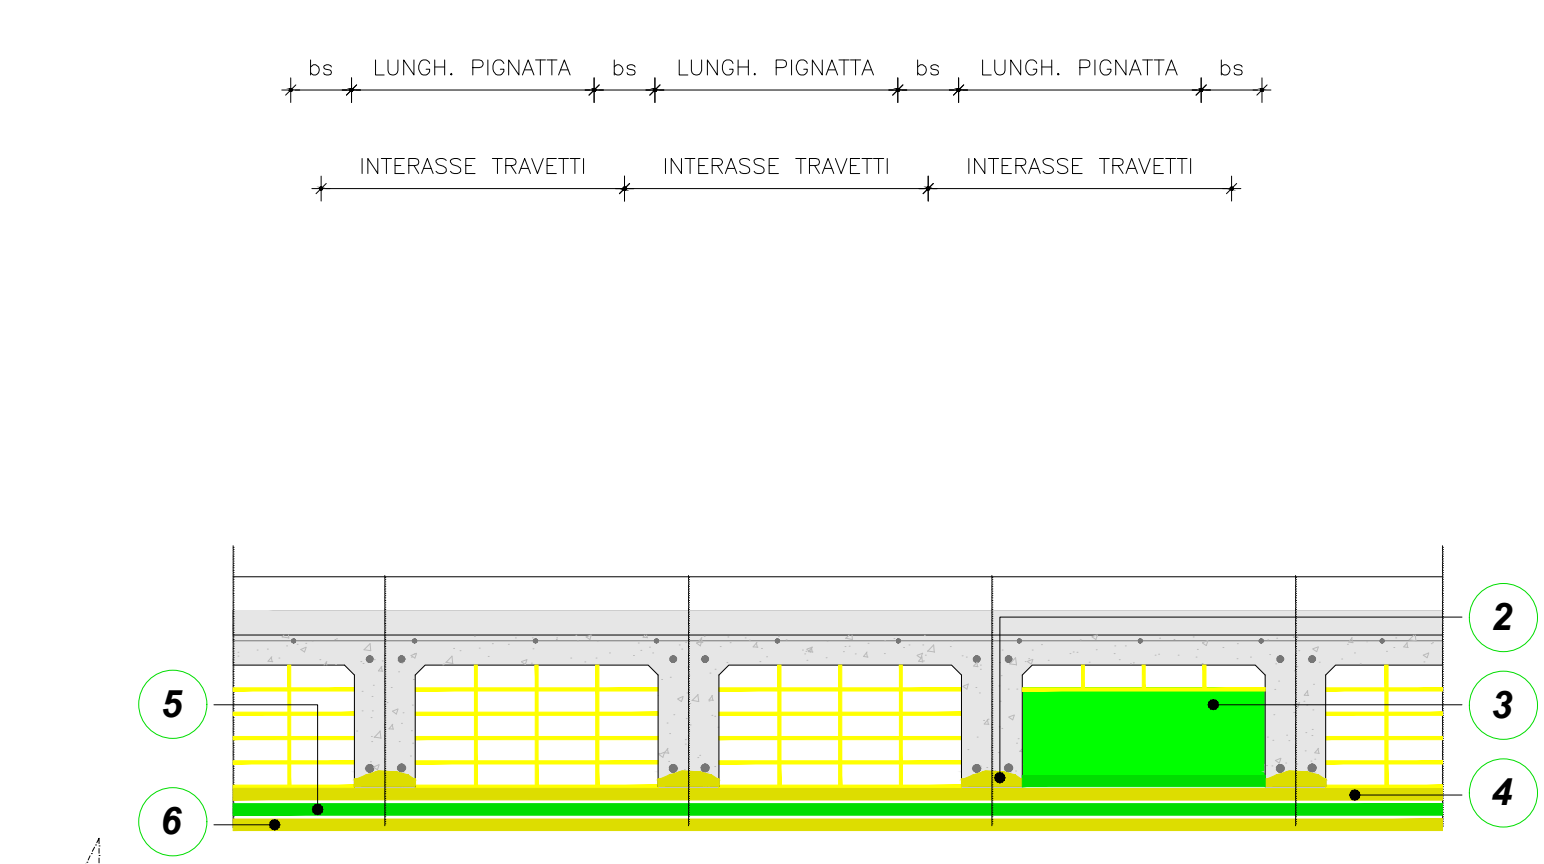 bs LUNGH. PIGNATTA bs LUNGH. PIGNATTA bs LUNGH. PIGNATTA bs
INTERASSE TRAVETTI INTERASSE TRAVETTI INTERASSE TRAVETTI
2
5
3
4
6